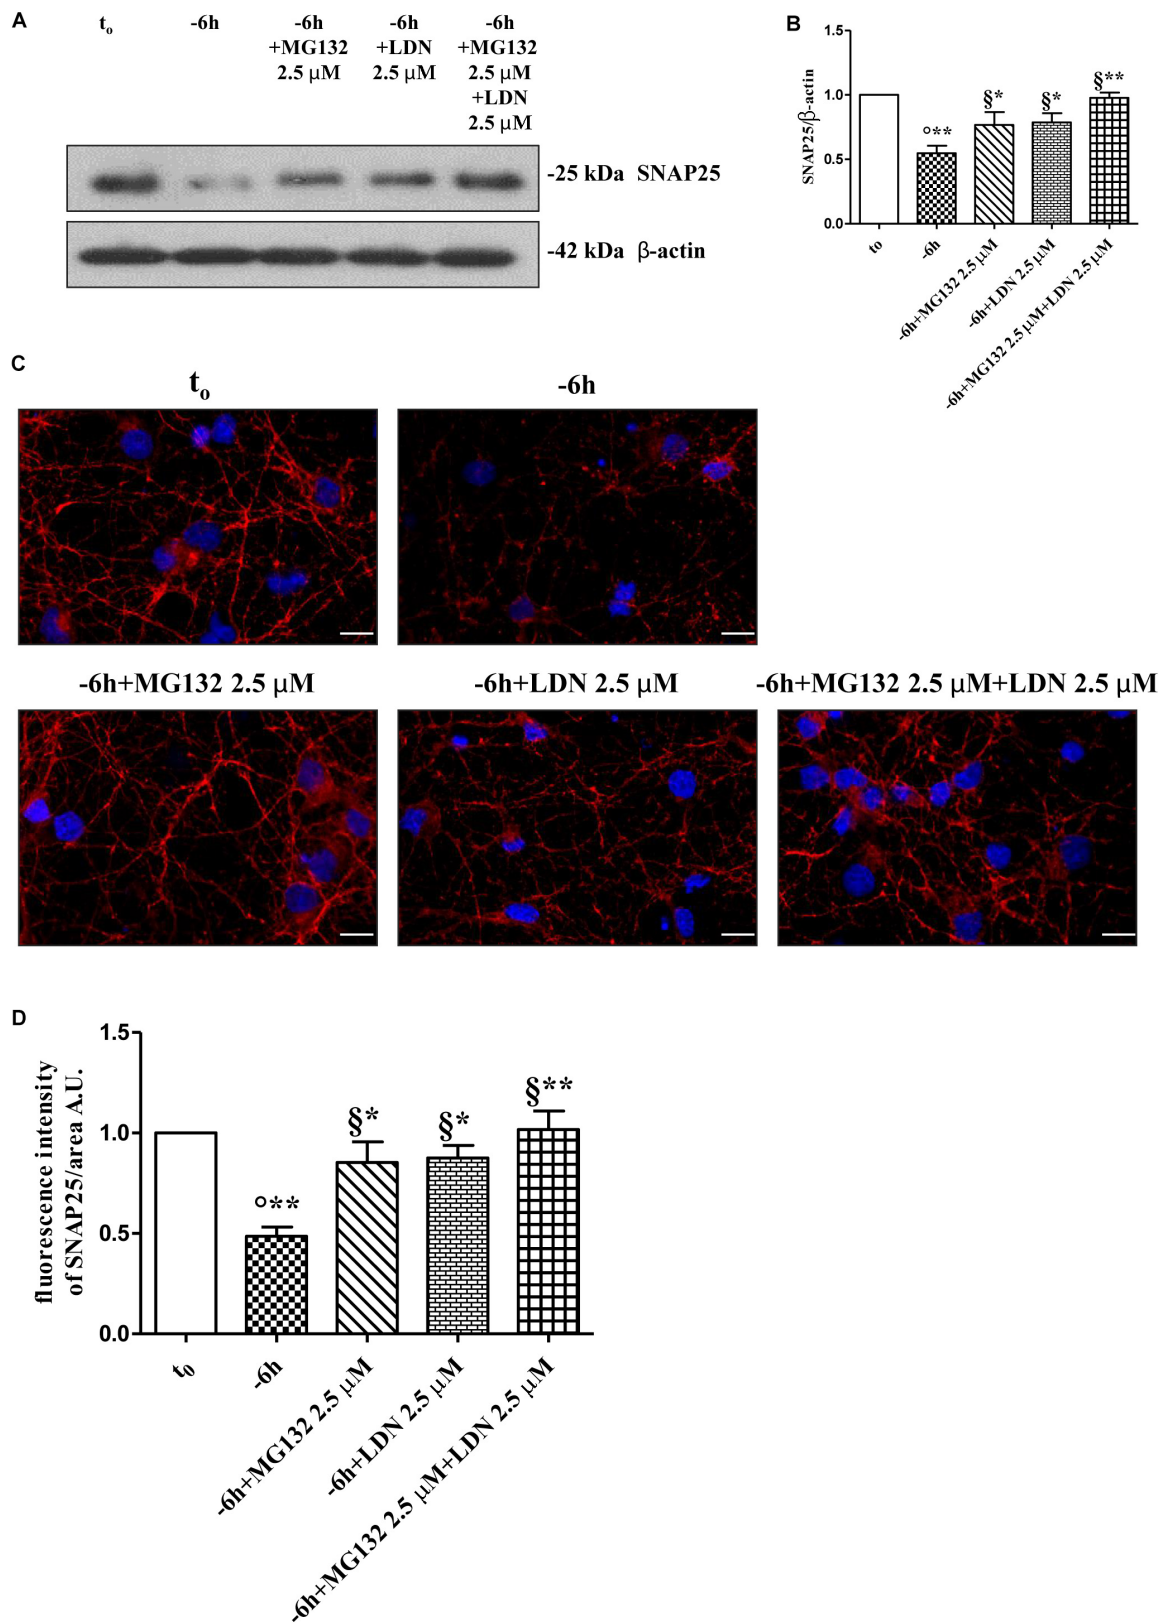 A
t₀
-6h
-6h
+MG132
2.5 µM
-6h
+LDN
2.5 µM
-6h
+MG132
2.5 µM
+LDN
2.5 µM
-25 kDa SNAP25
-42 kDa β-actin
B
SNAP25/β-actin
1.5
1.0
0.5
0.0
°**
§*
§*
§**
to
-6h
-6h+MG132 2.5 µM
-6h+LDN 2.5 µM
-6h+MG132 2.5 µM+LDN 2.5 µM
C
t₀
-6h
-6h+MG132 2.5 µM
-6h+LDN 2.5 µM
-6h+MG132 2.5 µM+LDN 2.5 µM
D
fluorescence intensity
of SNAP25/area A.U.
1.5
1.0
0.5
0.0
°**
§*
§*
§**
t₀
-6h
-6h+MG132 2.5 µM
-6h+LDN 2.5 µM
-6h+MG132 2.5 µM+LDN 2.5 µM